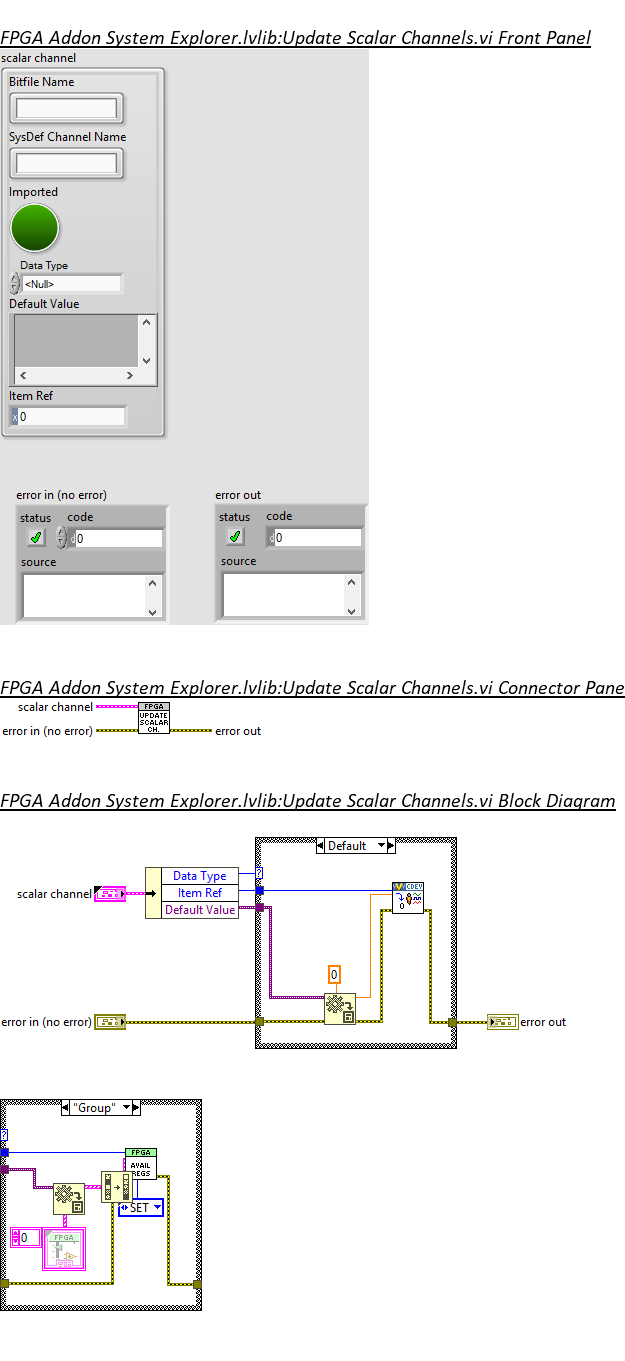 FPGA Addon System Explorer.lvlib:Update Scalar Channels.vi Front Panel
scalar channel
Bitfile Name
SysDef Channel Name
Imported
Data Type
<Null>
Default Value
Item Ref
x 0
error in (no error)
status code
d 0
source
error out
status code
d 0
source
FPGA Addon System Explorer.lvlib:Update Scalar Channels.vi Connector Pane
scalar channel
error in (no error)
FPGA
UPDATE
SCALAR
CH.
error out
FPGA Addon System Explorer.lvlib:Update Scalar Channels.vi Block Diagram
Default
scalar channel
Data Type
Item Ref
Default Value
?
CDEV
0
0
error in (no error)
error out
"Group"
?
FPGA
AVAIL
REGS
SET
0
FPGA